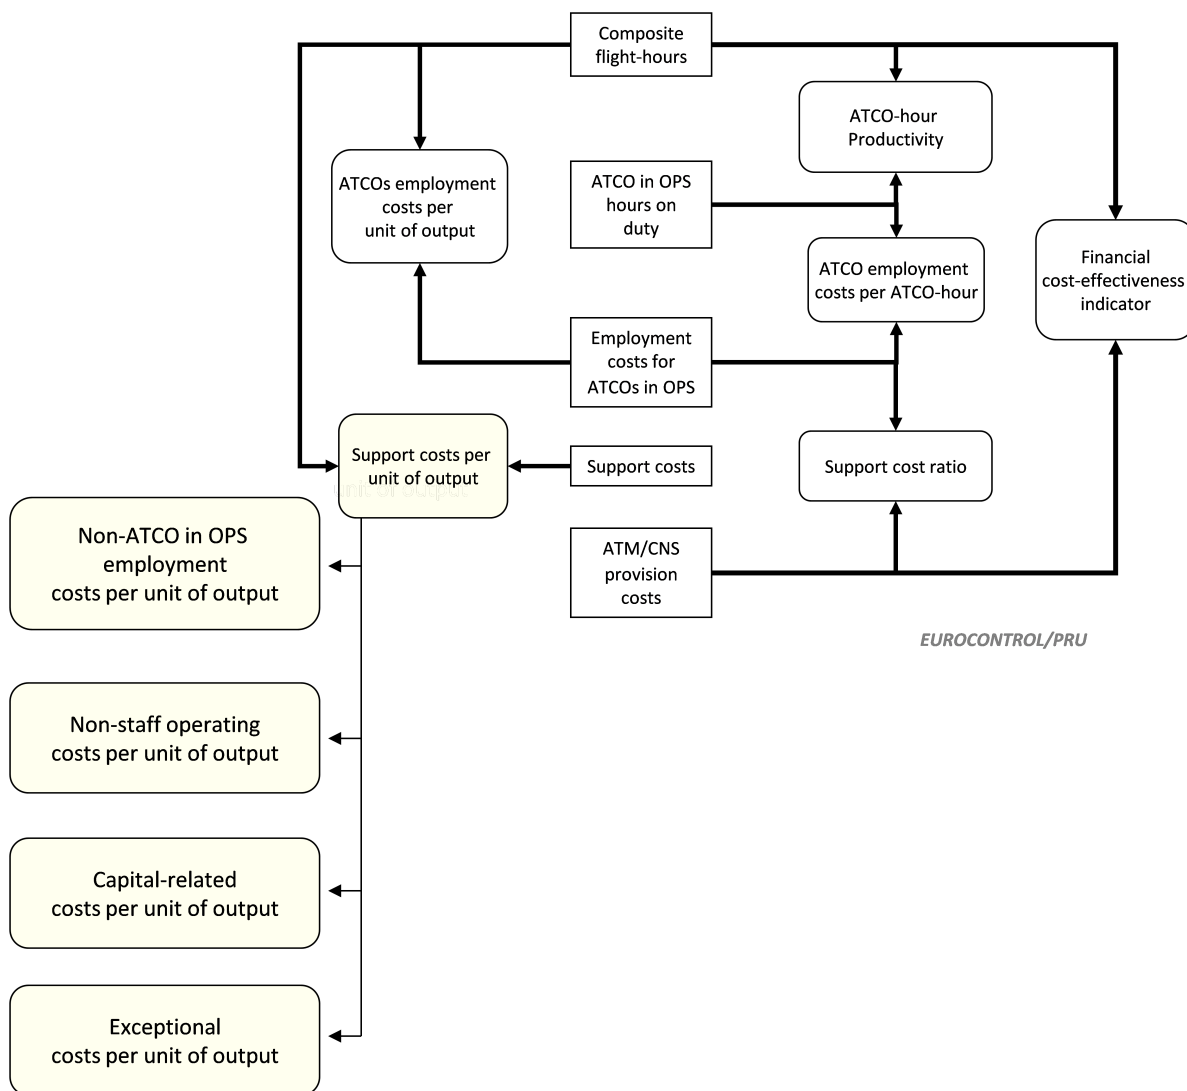 Composite
flight-hours
ATCO-hour
Productivity
ATCOs employment
costs per
unit of output
ATCO in OPS
hours on
duty
ATCO employment
costs per ATCO-hour
Financial
cost-effectiveness
indicator
Employment
costs for
ATCOs in OPS
Support costs per
unit of output
unit of output
Support costs
Support cost ratio
Non-ATCO in OPS
employment
costs per unit of output
ATM/CNS
provision
costs
EUROCONTROL/PRU
Non-staff operating
costs per unit of output
Capital-related
costs per unit of output
Exceptional
costs per unit of output